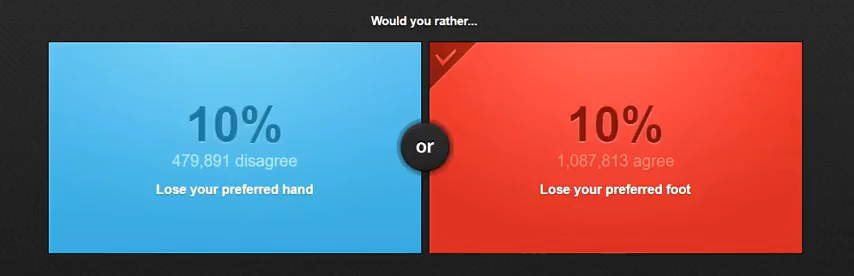 Would you rather...
10%
479,891 disagree
Lose your preferred hand
or
10%
1,087,813 agree
Lose your preferred foot